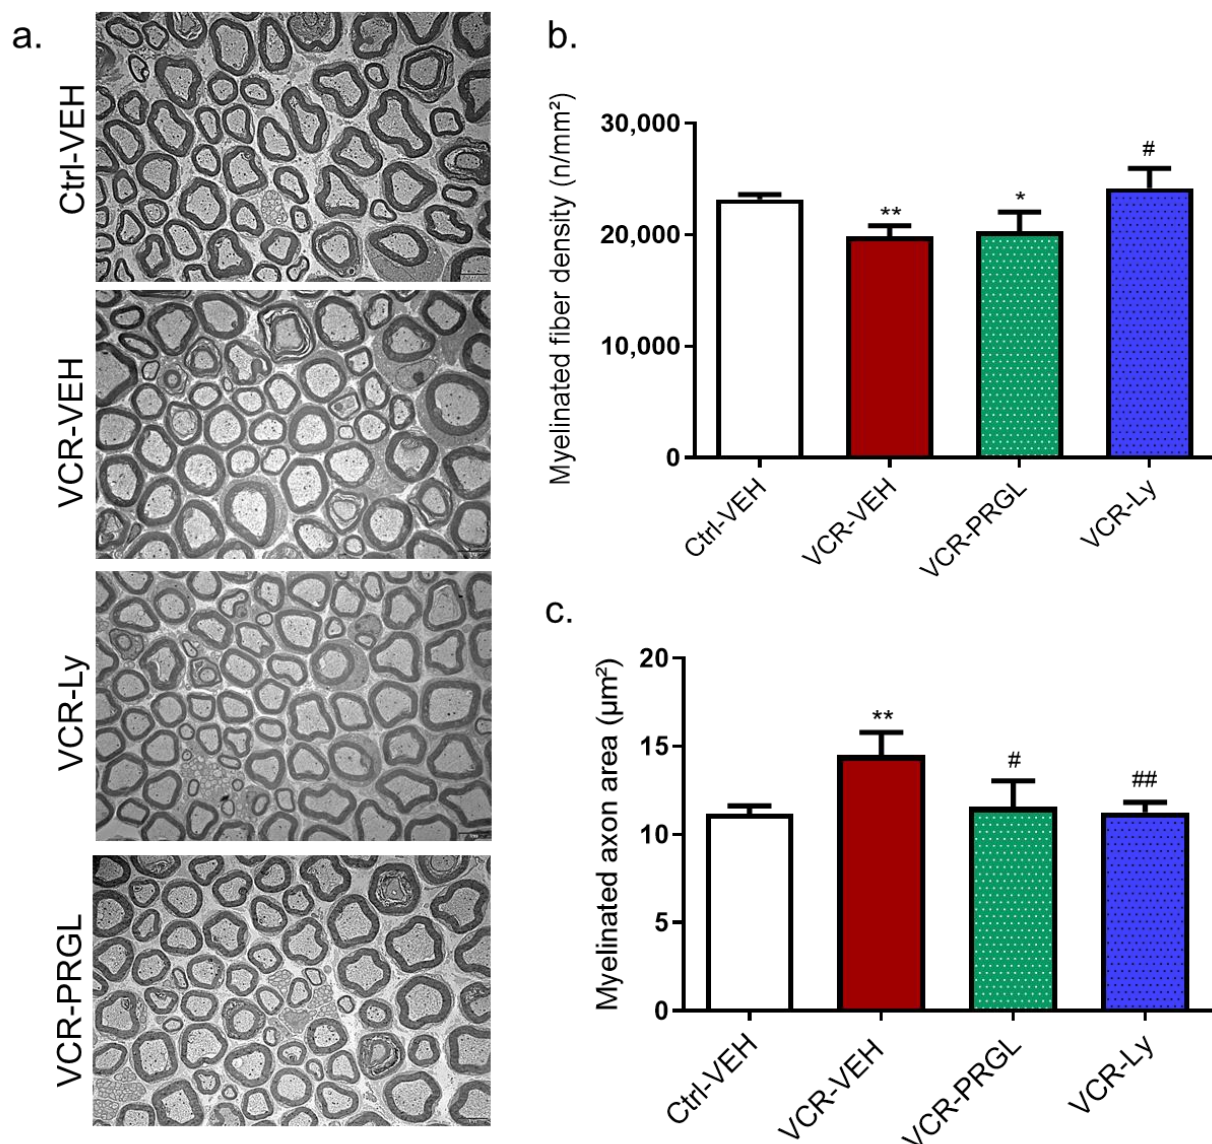 a.
Ctrl-VEH
VCR-VEH
VCR-Ly
VCR-PRGL
b.
Myelinated fiber density (n/mm²)
30,000
20,000
10,000
0
**
*
#
Ctrl-VEH
VCR-VEH
VCR-PRGL
VCR-Ly
c.
Myelinated axon area (µm²)
20
15
10
5
0
**
#
##
Ctrl-VEH
VCR-VEH
VCR-PRGL
VCR-Ly